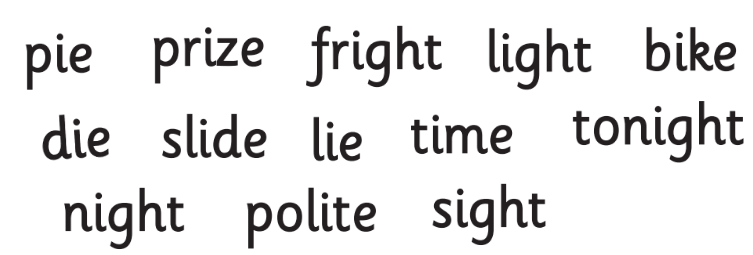 pie prize fright light bike
die slide lie time tonight
night polite sight